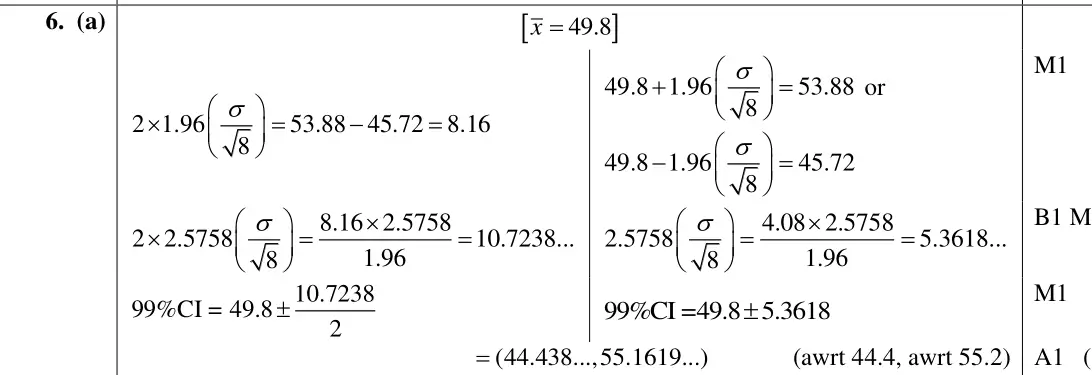 6. (a)
[x̄ = 49.8]
2×1.96(σ/√8) = 53.88 − 45.72 = 8.16
49.8 + 1.96(σ/√8) = 53.88 or
49.8 − 1.96(σ/√8) = 45.72
M1
2×2.5758(σ/√8) = (8.16×2.5758)/1.96 = 10.7238...
2.5758(σ/√8) = (4.08×2.5758)/1.96 = 5.3618...
B1 M
99%CI = 49.8 ± 10.7238/2
99%CI =49.8 ± 5.3618
M1
= (44.438...,55.1619...) (awrt 44.4, awrt 55.2)
A1 (